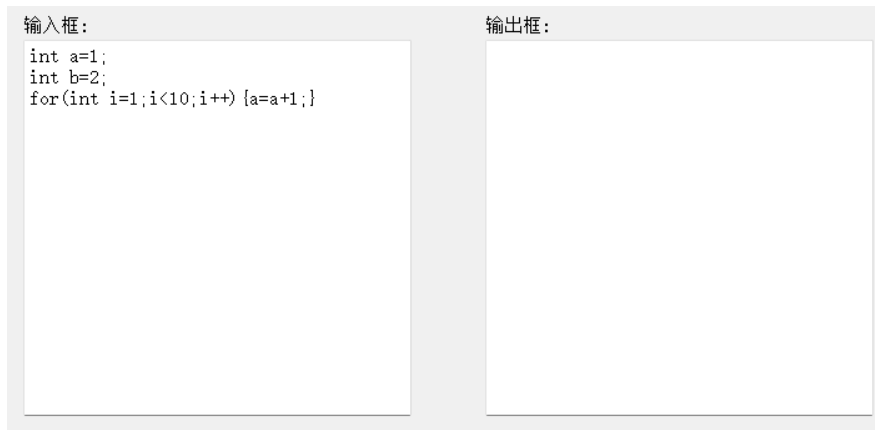 输入框:
输出框:
int a=1;
int b=2;
for(int i=1;i<10;i++){a=a+1;}